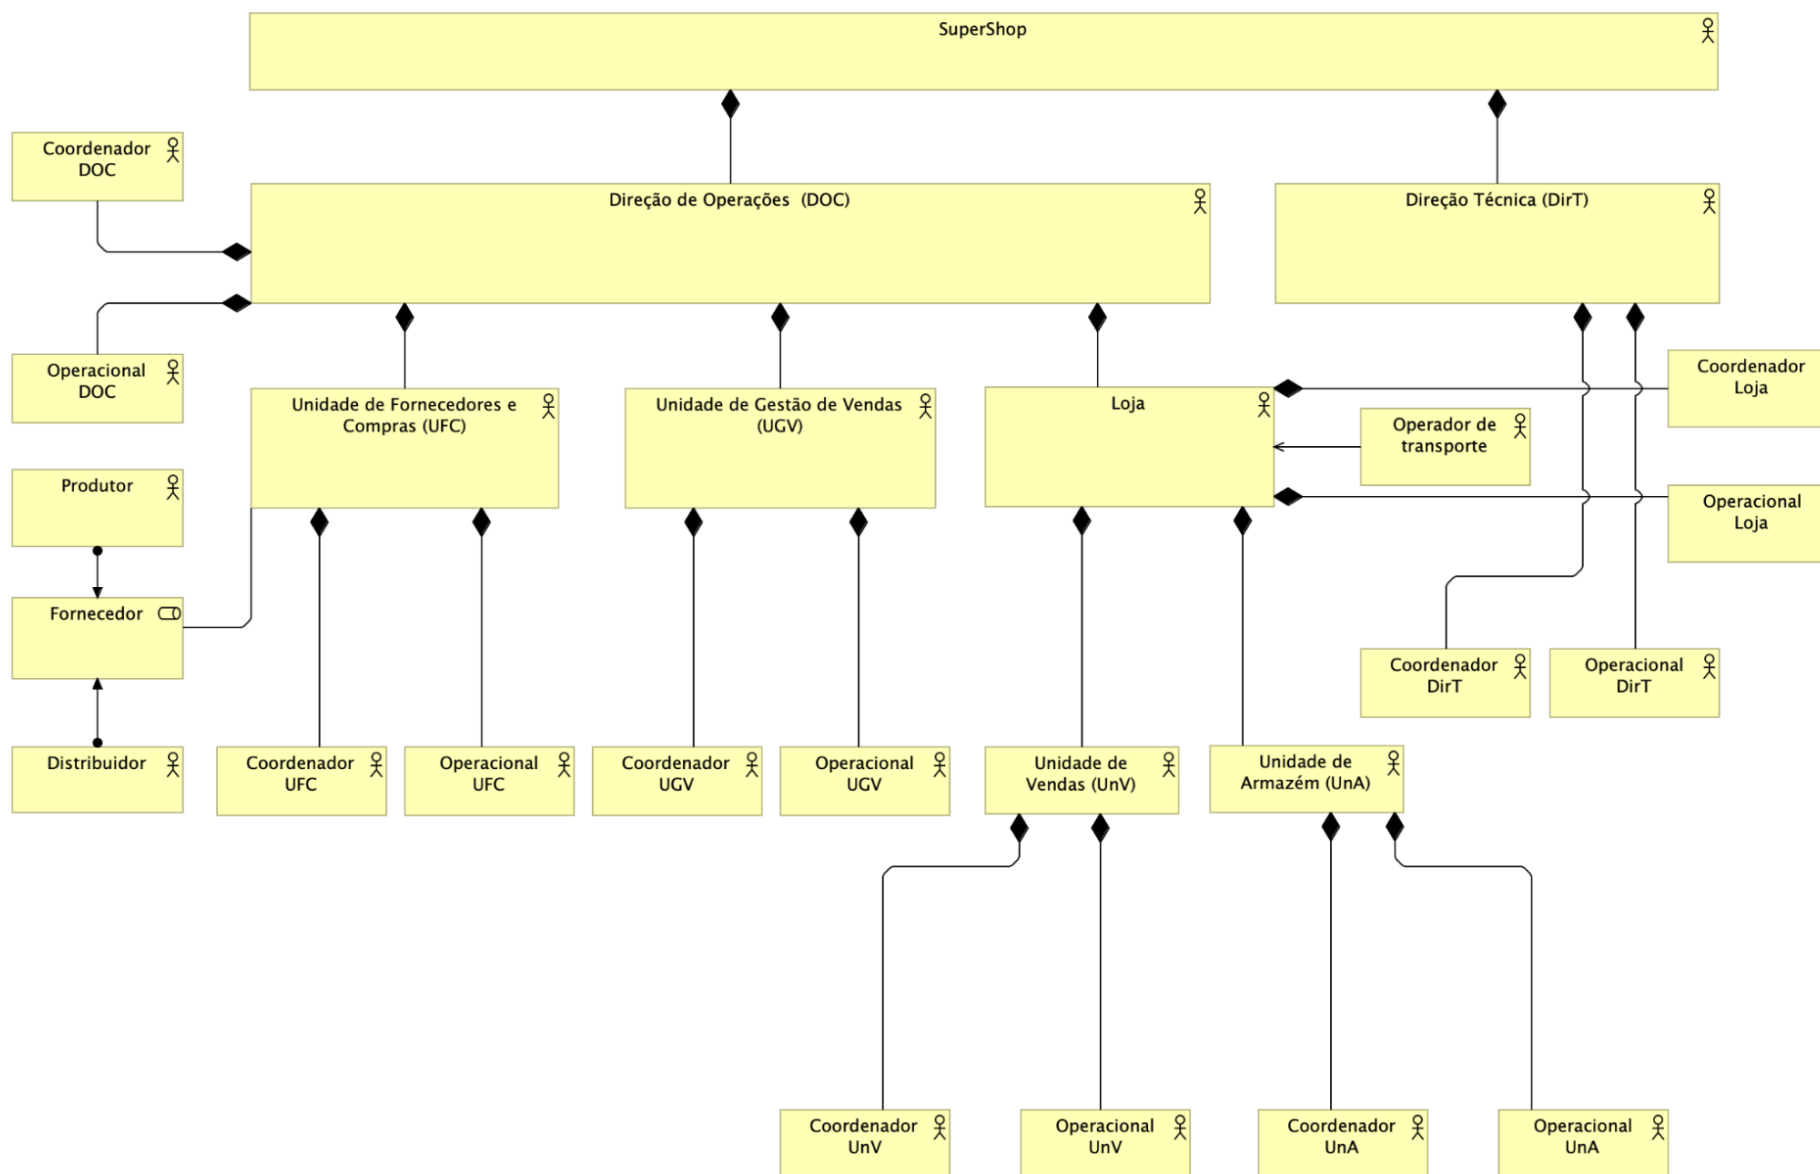 SuperShop
Coordenador
DOC
Direção de Operações  (DOC)
Direção Técnica (DirT)
Operacional
DOC
Unidade de Fornecedores e
Compras (UFC)
Unidade de Gestão de Vendas
(UGV)
Loja
Coordenador
Loja
Operador de
transporte
Produtor
Operacional
Loja
Fornecedor
Coordenador
DirT
Operacional
DirT
Distribuidor
Coordenador
UFC
Operacional
UFC
Coordenador
UGV
Operacional
UGV
Unidade de
Vendas (UnV)
Unidade de
Armazém (UnA)
Coordenador
UnV
Operacional
UnV
Coordenador
UnA
Operacional
UnA